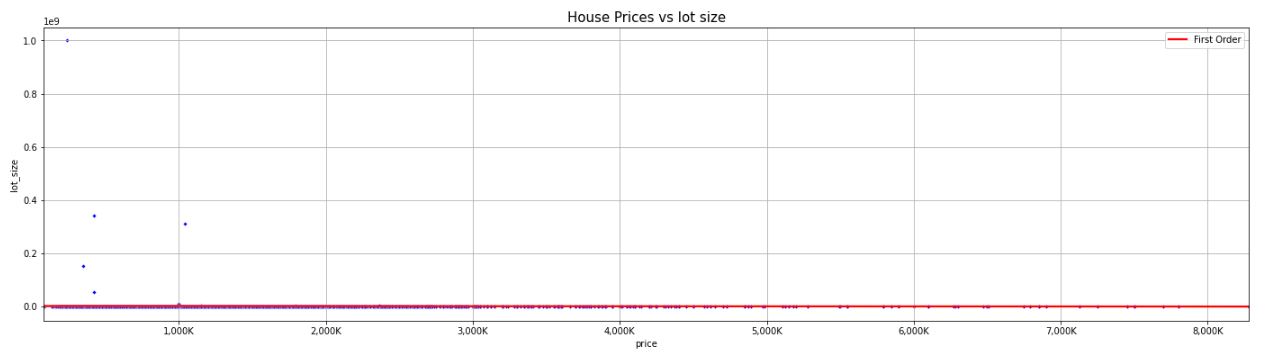 House Prices vs lot size
1e9
1.0
0.8
0.6
0.4
0.2
0.0
lot_size
First Order
1,000K 2,000K 3,000K 4,000K 5,000K 6,000K 7,000K 8,000K
price